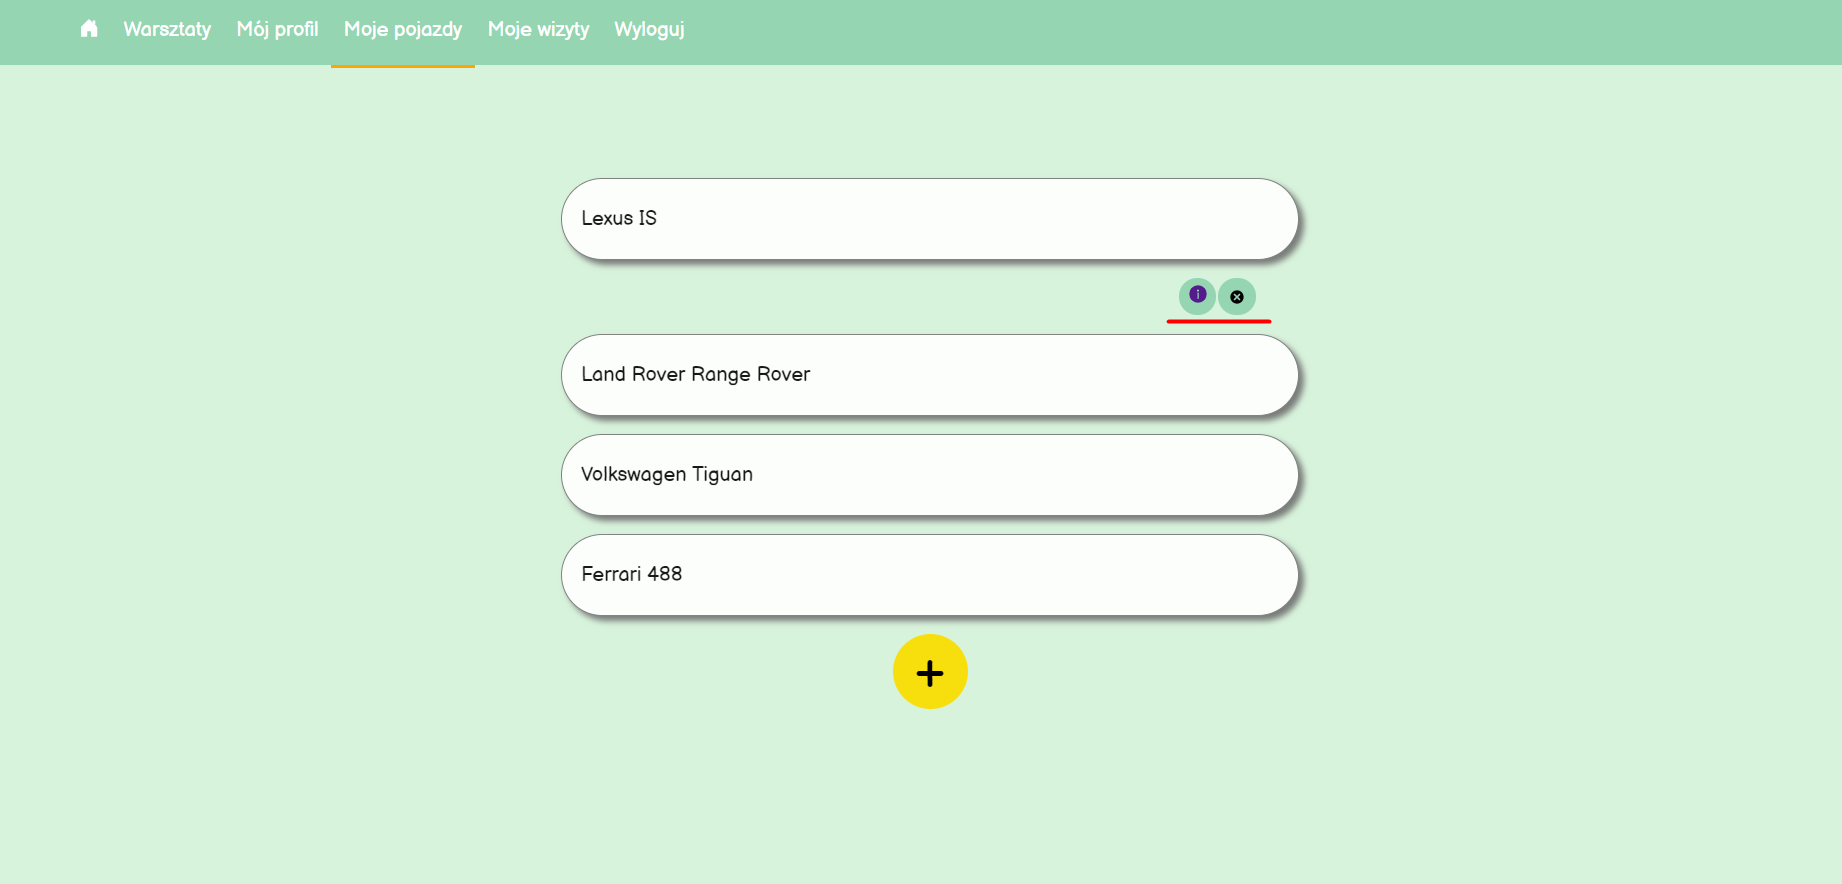 Warsztaty Mój profil Moje pojazdy Moje wizyty Wyloguj
Lexus IS
Land Rover Range Rover
Volkswagen Tiguan
Ferrari 488